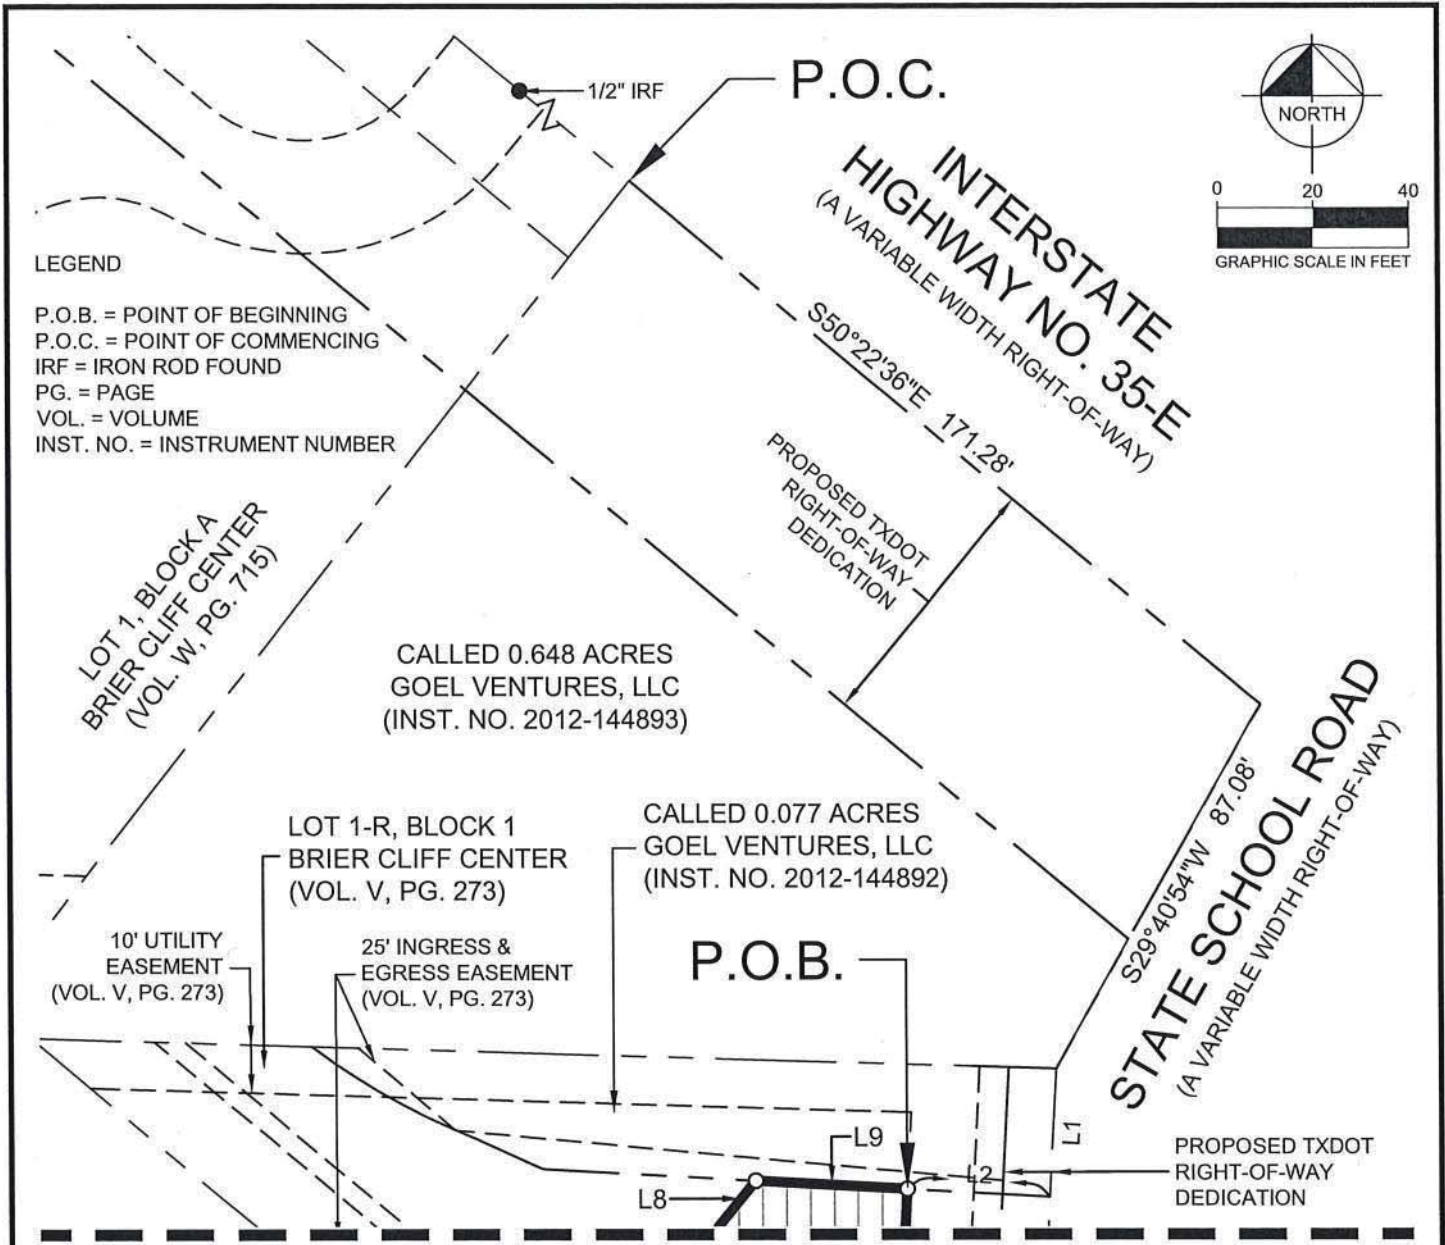 1/2" IRF
P.O.C.
NORTH
0 20 40
GRAPHIC SCALE IN FEET
INTERSTATE
HIGHWAY NO. 35-E
(A VARIABLE WIDTH RIGHT-OF-WAY)
LEGEND
P.O.B. = POINT OF BEGINNING
P.O.C. = POINT OF COMMENCING
IRF = IRON ROD FOUND
PG. = PAGE
VOL. = VOLUME
INST. NO. = INSTRUMENT NUMBER
S50°22'36"E 171.28'
PROPOSED TXDOT
RIGHT-OF-WAY
DEDICATION
LOT 1, BLOCK A
BRIER CLIFF CENTER
(VOL. W, PG. 715)
CALLED 0.648 ACRES
GOEL VENTURES, LLC
(INST. NO. 2012-144893)
S29°40'54"W 87.08'
STATE SCHOOL ROAD
(A VARIABLE WIDTH RIGHT-OF-WAY)
LOT 1-R, BLOCK 1
BRIER CLIFF CENTER
(VOL. V, PG. 273)
CALLED 0.077 ACRES
GOEL VENTURES, LLC
(INST. NO. 2012-144892)
10' UTILITY
EASEMENT
(VOL. V, PG. 273)
25' INGRESS &
EGRESS EASEMENT
(VOL. V, PG. 273)
P.O.B.
L1
L9
L2
L8
PROPOSED TXDOT
RIGHT-OF-WAY
DEDICATION